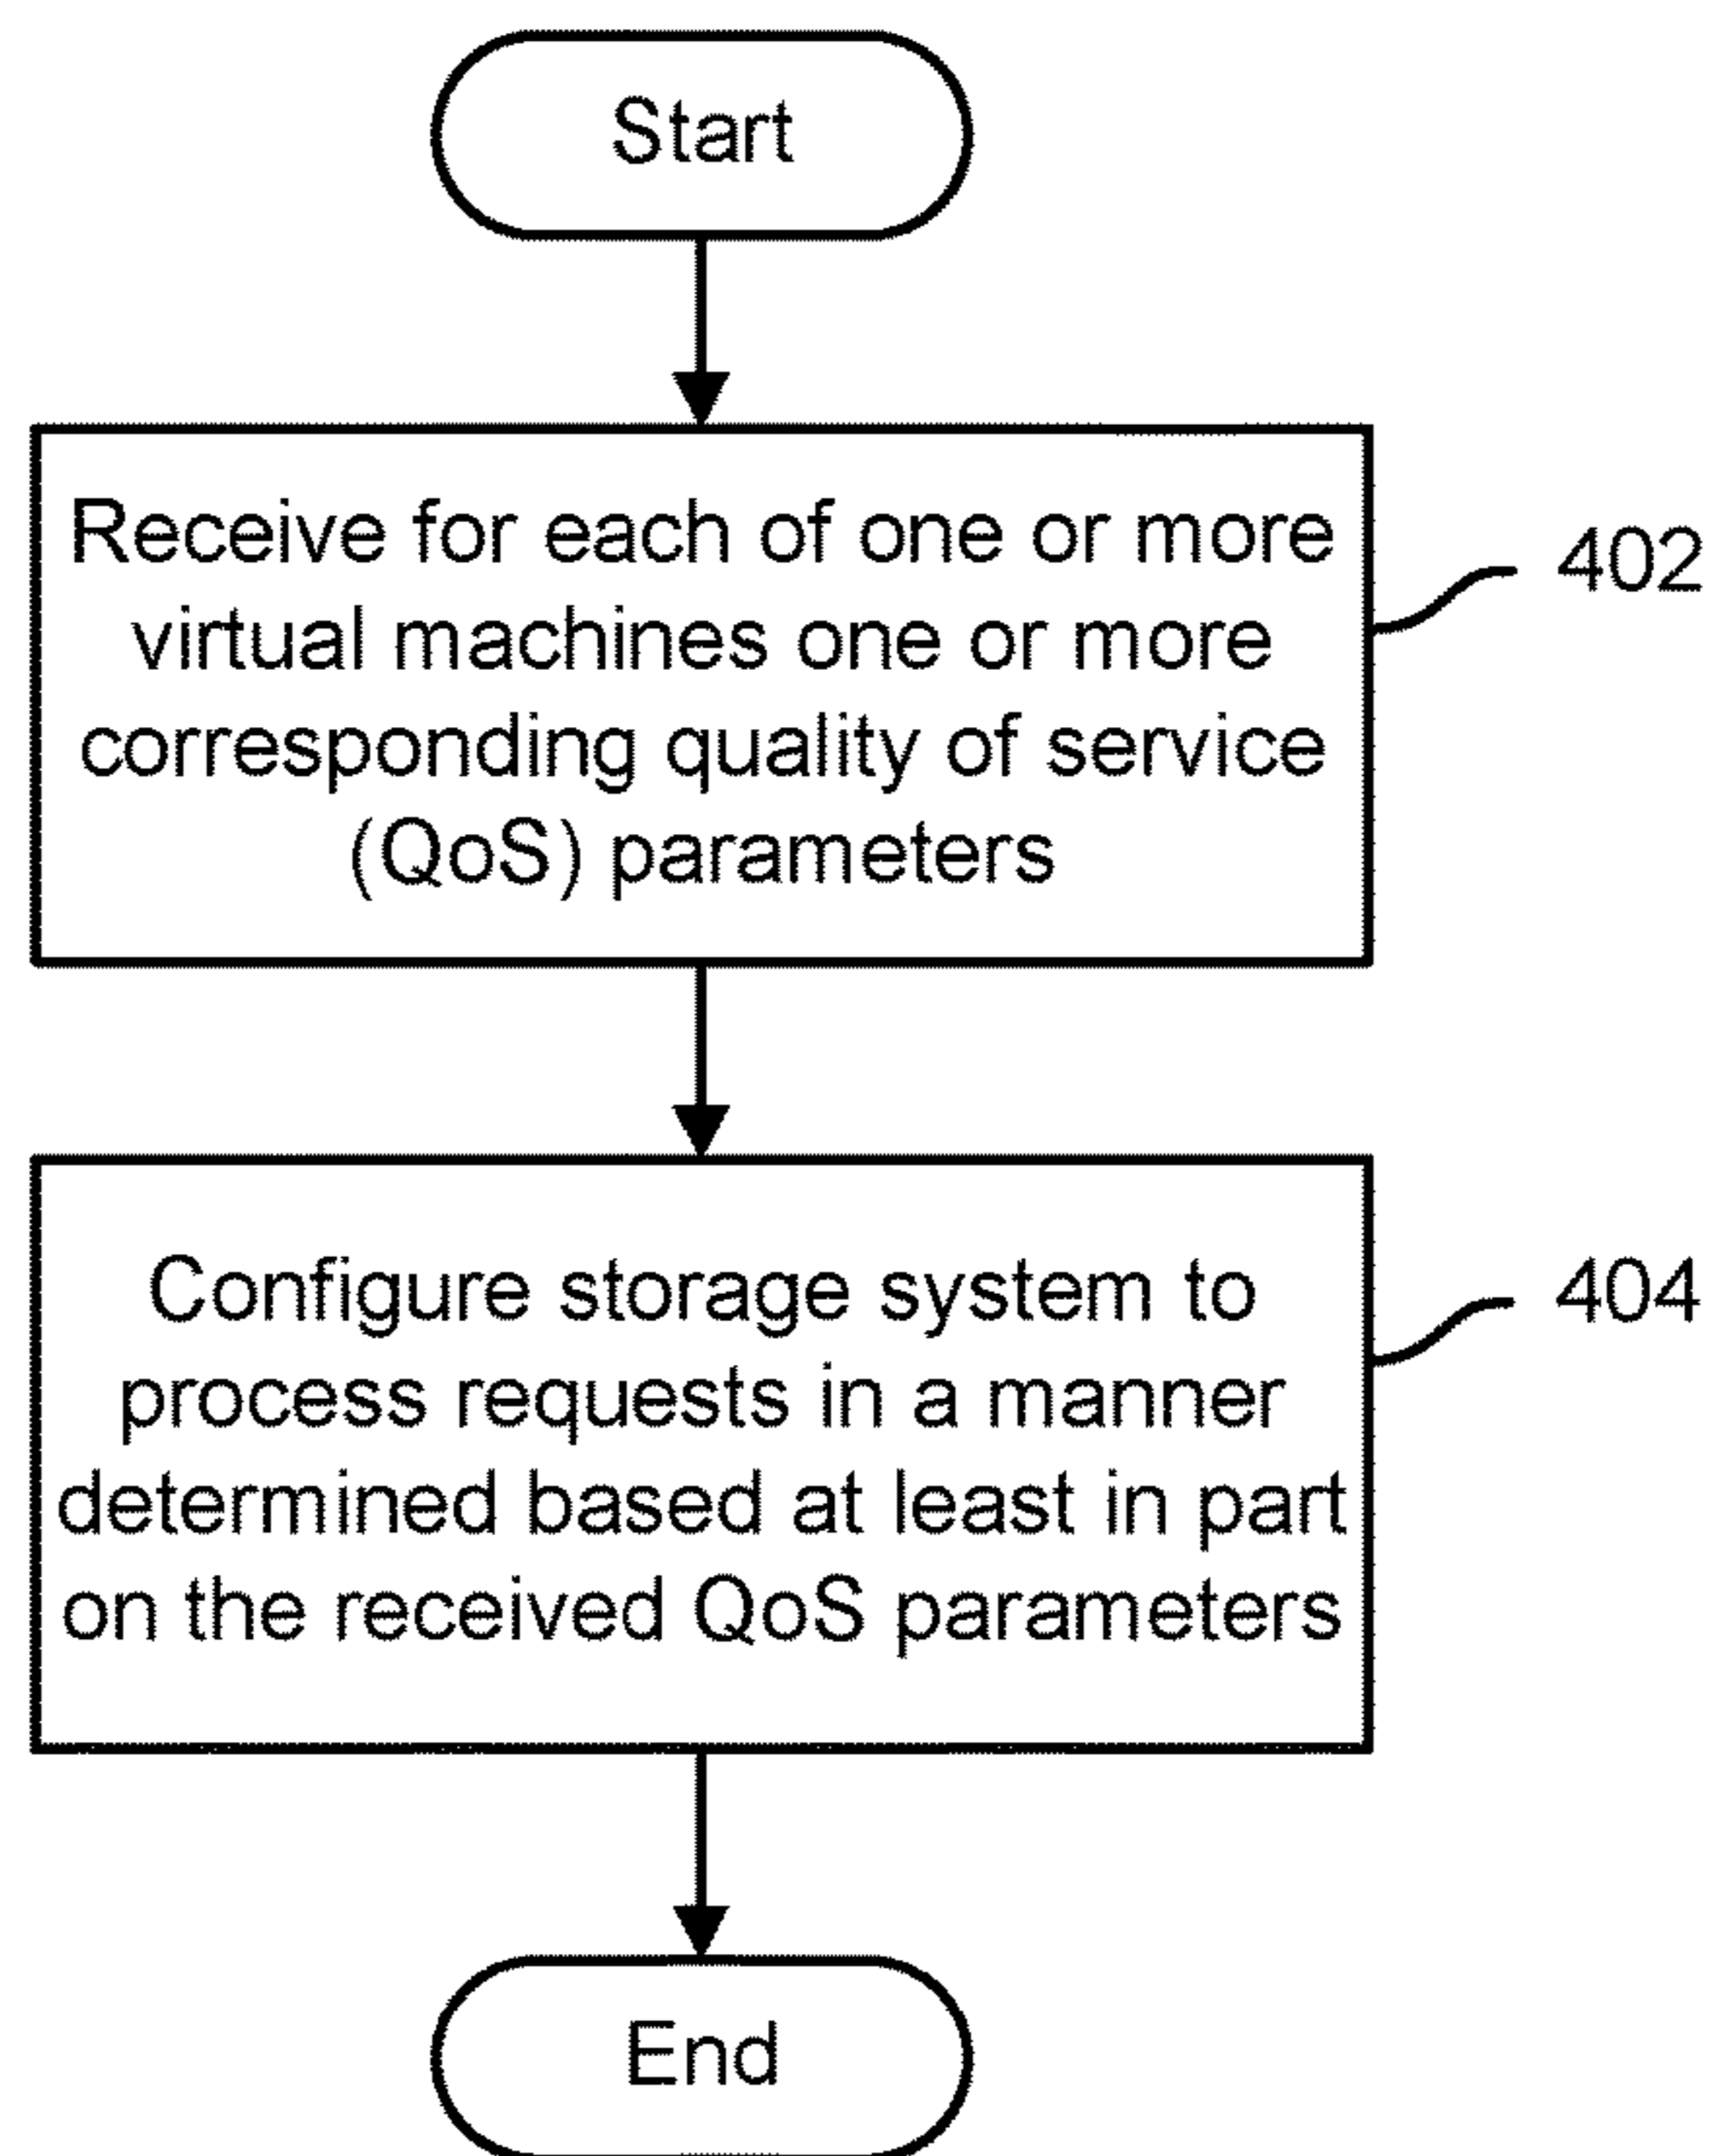 Start
Receive for each of one or more
virtual machines one or more
corresponding quality of service
(QoS) parameters
402
Configure storage system to
process requests in a manner
determined based at least in part
on the received QoS parameters
404
End